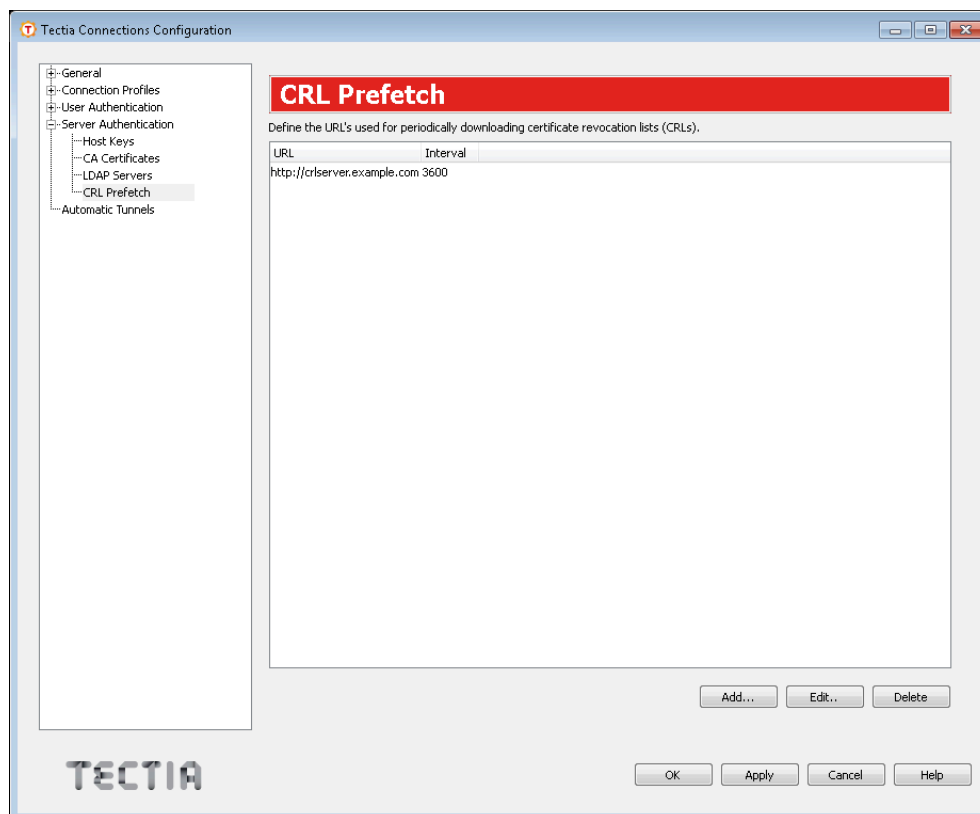 Tectia Connections Configuration
General
Connection Profiles
User Authentication
Server Authentication
Host Keys
CA Certificates
LDAP Servers
CRL Prefetch
Automatic Tunnels
CRL Prefetch
Define the URL's used for periodically downloading certificate revocation lists (CRLs).
URL Interval
http://crlserver.example.com 3600
Add... Edit.. Delete
TECTIA
OK Apply Cancel Help